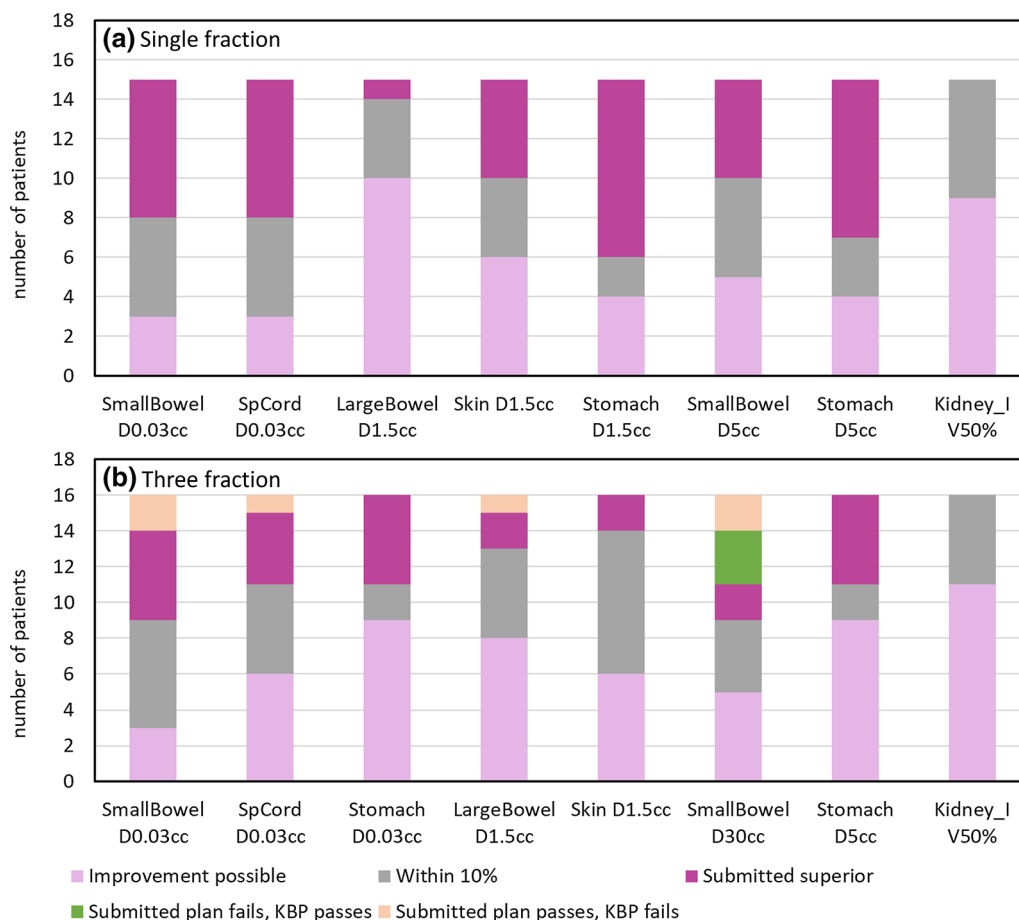 (a) Single fraction
number of patients
18
16
14
12
10
8
6
4
2
0
SmallBowel D0.03cc
SpCord D0.03cc
LargeBowel D1.5cc
Skin D1.5cc
Stomach D1.5cc
SmallBowel D5cc
Stomach D5cc
Kidney_I V50%
(b) Three fraction
number of patients
18
16
14
12
10
8
6
4
2
0
SmallBowel D0.03cc
SpCord D0.03cc
Stomach D0.03cc
LargeBowel D1.5cc
Skin D1.5cc
SmallBowel D30cc
Stomach D5cc
Kidney_I V50%
Improvement possible
Within 10%
Submitted superior
Submitted plan fails, KBP passes
Submitted plan passes, KBP fails